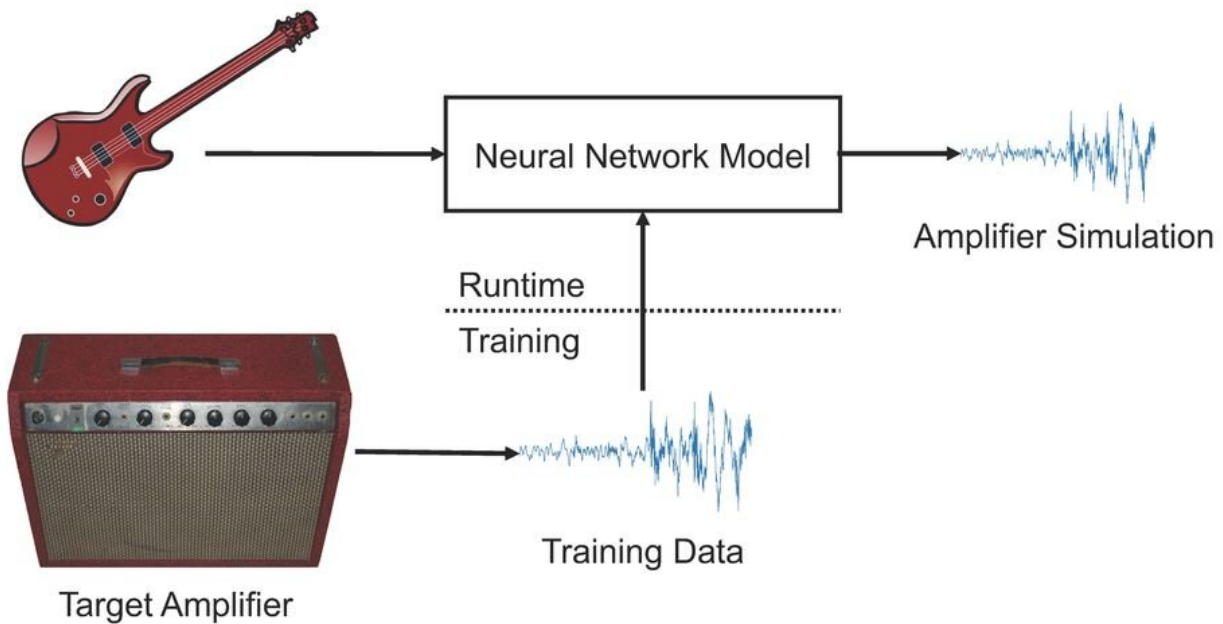 Neural Network Model
Amplifier Simulation
Runtime
Training
Training Data
Target Amplifier